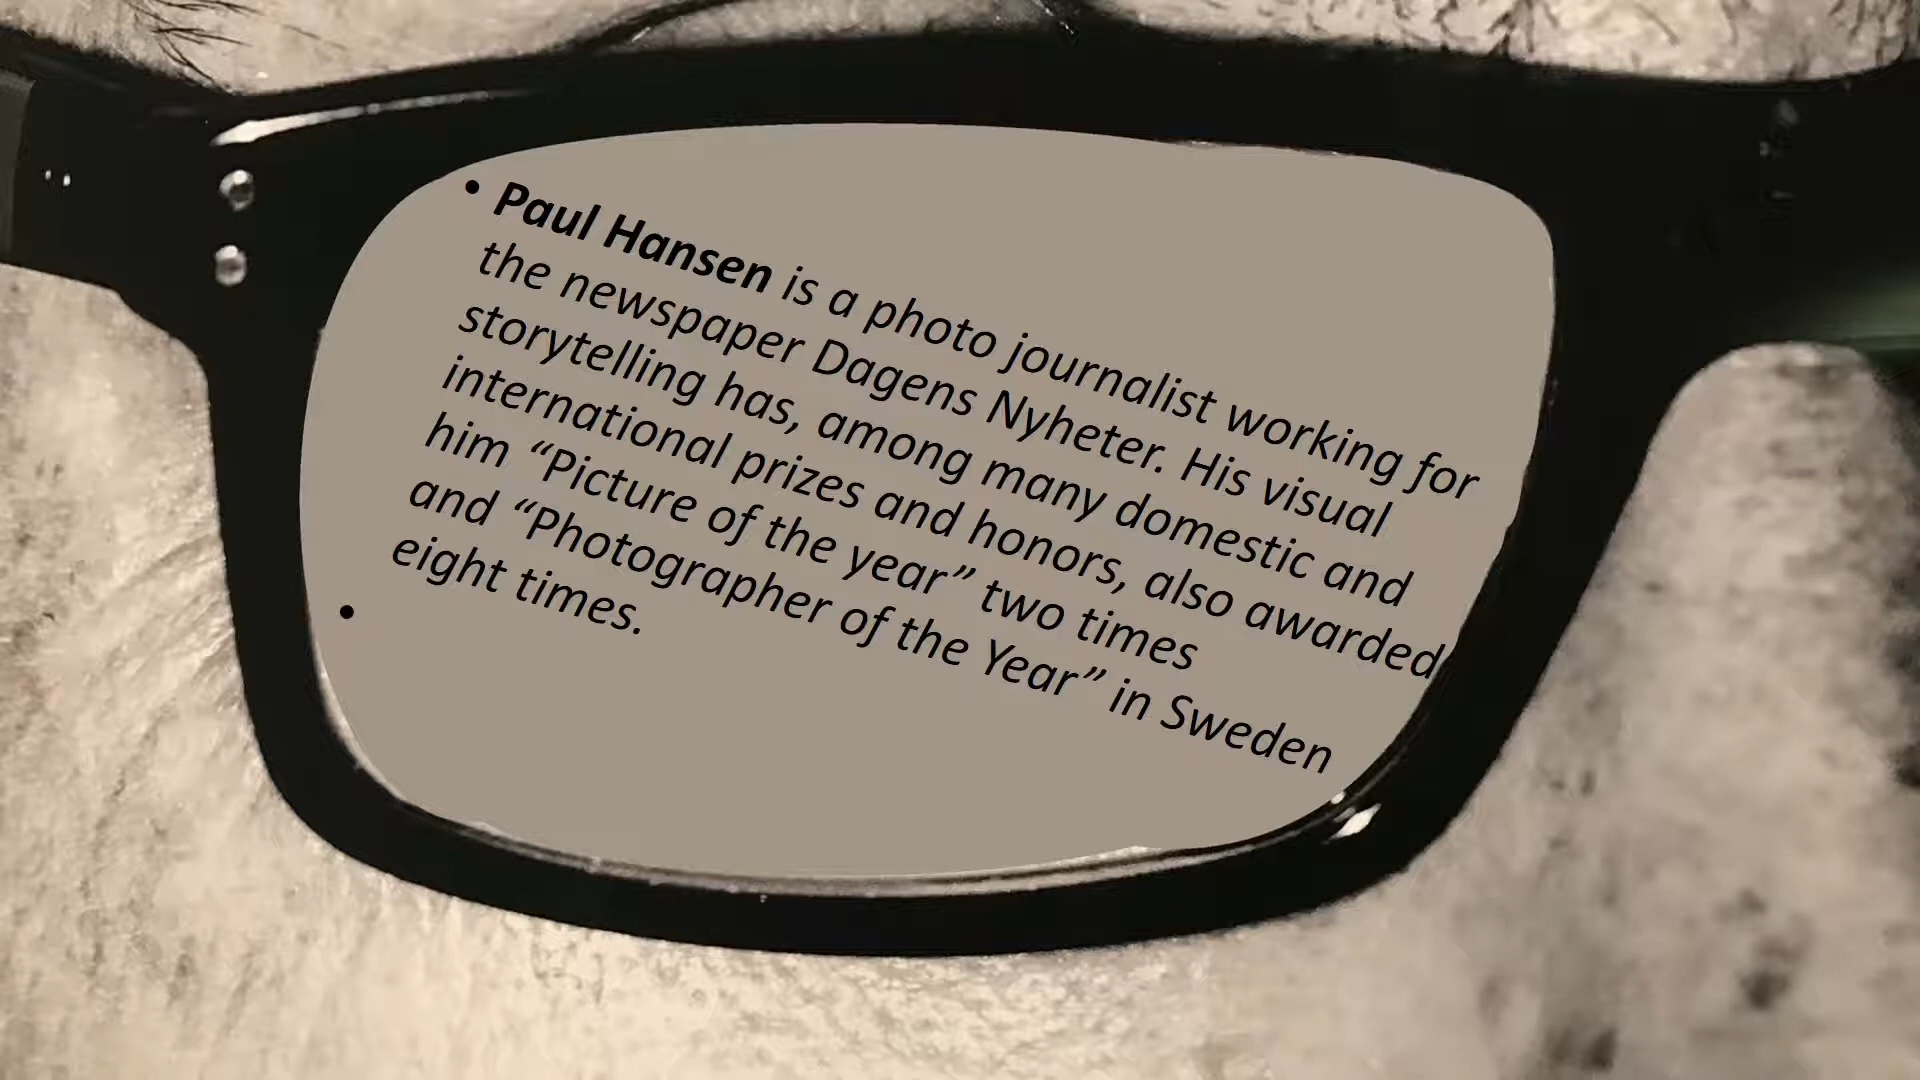 • Paul Hansen is a photo journalist working for
the newspaper Dagens Nyheter. His visual
storytelling has, among many domestic and
international prizes and honors, also awarded
him “Picture of the year” two times
and “Photographer of the Year” in Sweden
eight times.
•